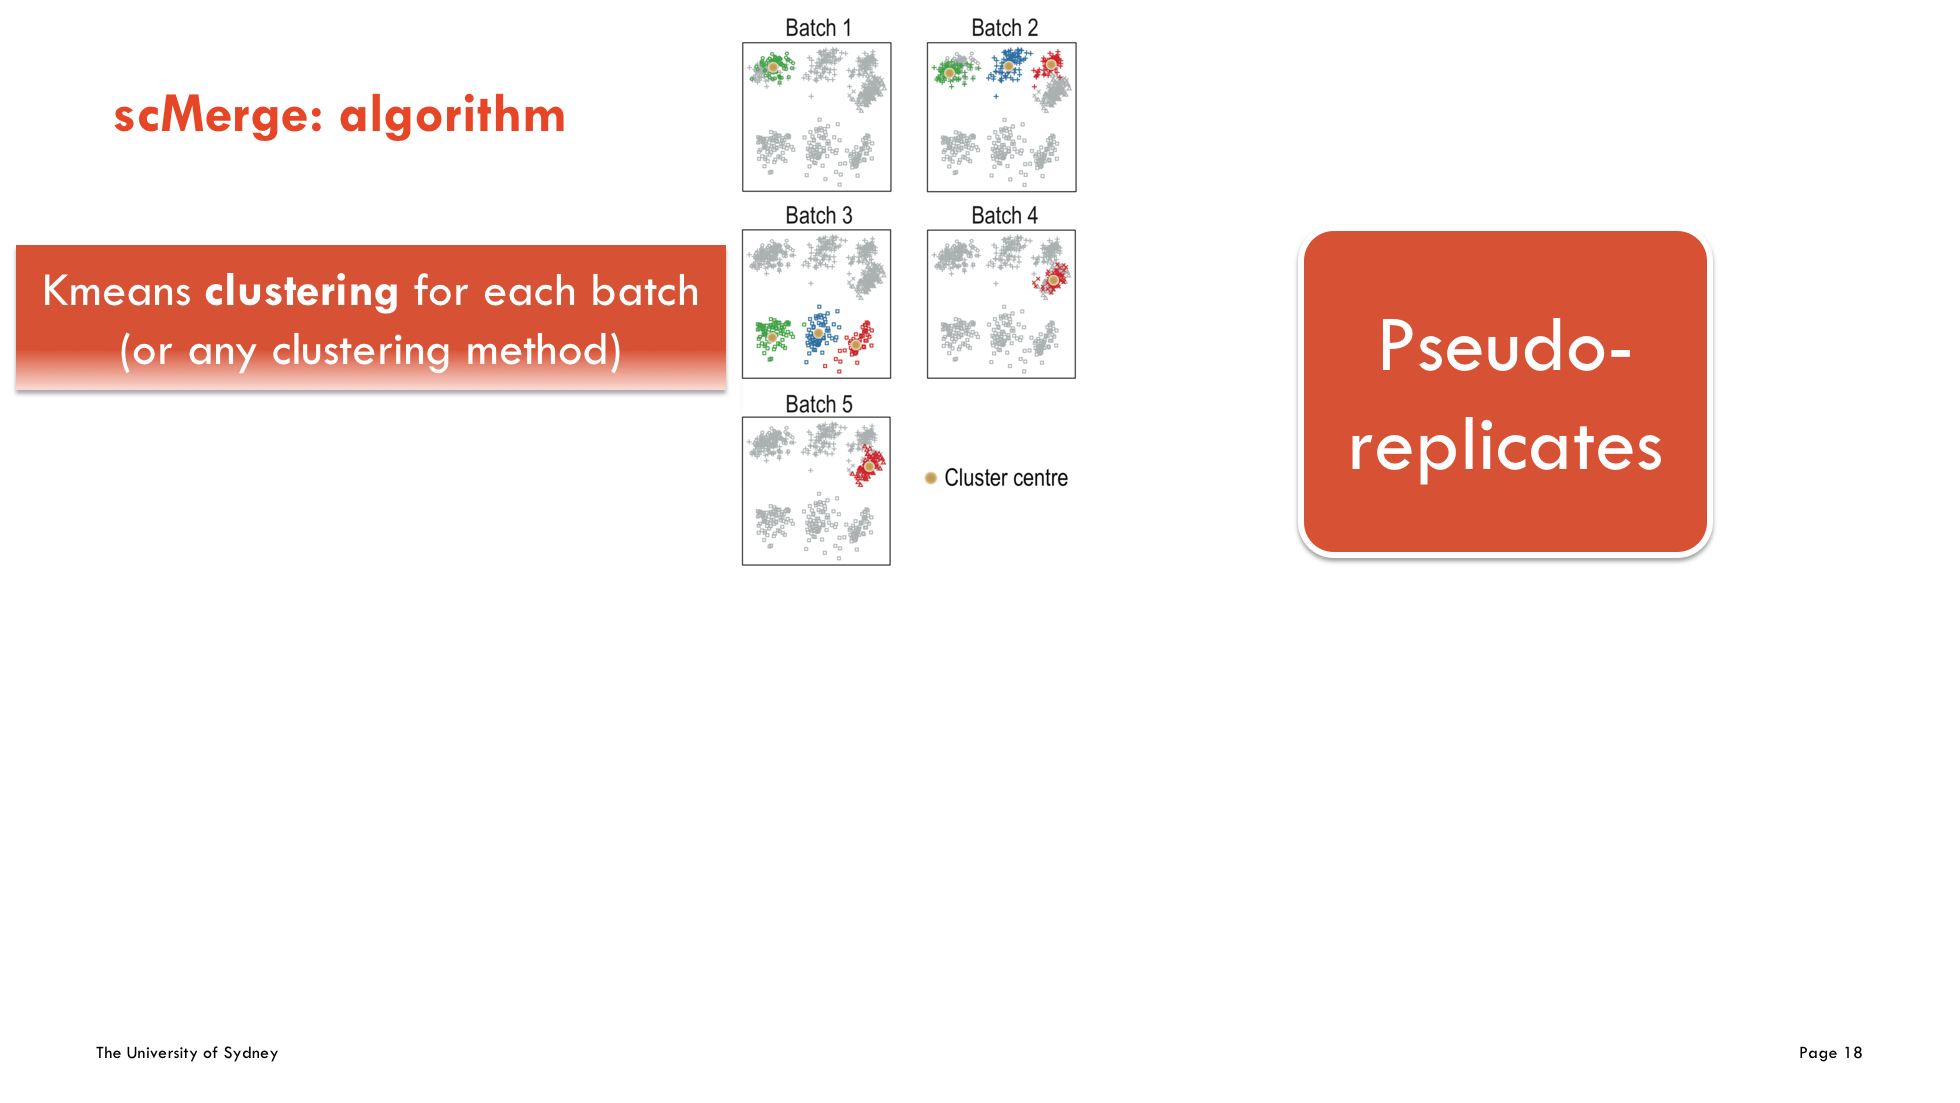 scMerge: algorithm
Kmeans clustering for each batch
(or any clustering method)
Batch 1
Batch 2
Batch 3
Batch 4
Batch 5
Cluster centre
Pseudo-
replicates
The University of Sydney
Page 18